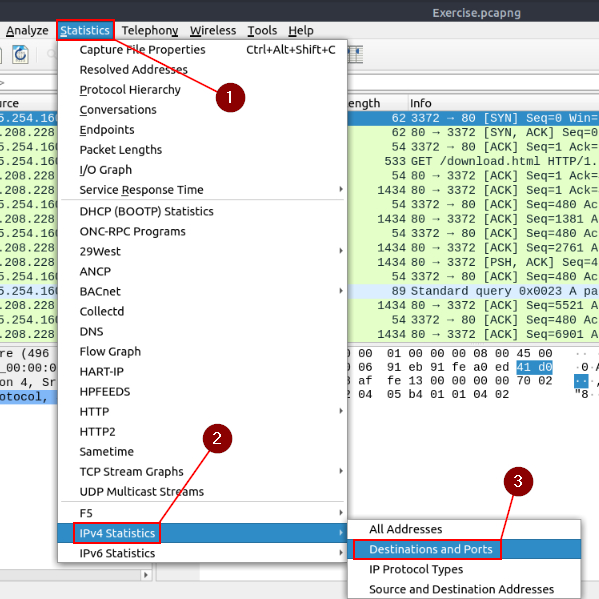 Exercise.pcapng
Analyze Statistics Telephony Wireless Tools Help
Capture File Properties Ctrl+Alt+Shift+C
Resolved Addresses
Protocol Hierarchy
1
Conversations
Endpoints
Packet Lengths
I/O Graph
Service Response Time
DHCP (BOOTP) Statistics
ONC-RPC Programs
29West
ANCP
BACnet
Collectd
DNS
Flow Graph
HART-IP
HPFEEDS
HTTP
HTTP2
Sametime
TCP Stream Graphs
UDP Multicast Streams
F5
IPv4 Statistics
IPv6 Statistics
2
3
All Addresses
Destinations and Ports
IP Protocol Types
Source and Destination Addresses
urce ength Info
5.254.160 62 3372 → 80 [SYN] Seq=0 Win=
.208.228 62 80 → 3372 [SYN, ACK] Seq=0
5.254.160 54 3372 → 80 [ACK] Seq=1 Ack=
5.254.160 533 GET /download.html HTTP/1.
.208.228 54 80 → 3372 [ACK] Seq=1 Ack=
.208.228 1434 80 → 3372 [ACK] Seq=1 Ack=
5.254.160 54 3372 → 80 [ACK] Seq=480 Ac
.208.228 1434 80 → 3372 [ACK] Seq=1381 A
5.254.160 54 3372 → 80 [ACK] Seq=480 Ac
.208.228 1434 80 → 3372 [ACK] Seq=2761 A
.208.228 1434 80 → 3372 [PSH, ACK] Seq=4
5.254.160 54 3372 → 80 [ACK] Seq=480 Ac
5.254.160 89 Standard query 0x0023 A pa
.208.228 1434 80 → 3372 [ACK] Seq=5521 A
5.254.160 54 3372 → 80 [ACK] Seq=480 Ac
.208.228 1434 80 → 3372 [ACK] Seq=6901 A
re (496 00 01 00 00 00 08 00 45 00
_00:00:0 06 91 eb 91 fe a0 ed 41 d0
on 4, Sr af fe 13 00 00 00 00 70 02
otocol, 04 05 b4 01 01 04 02 "8